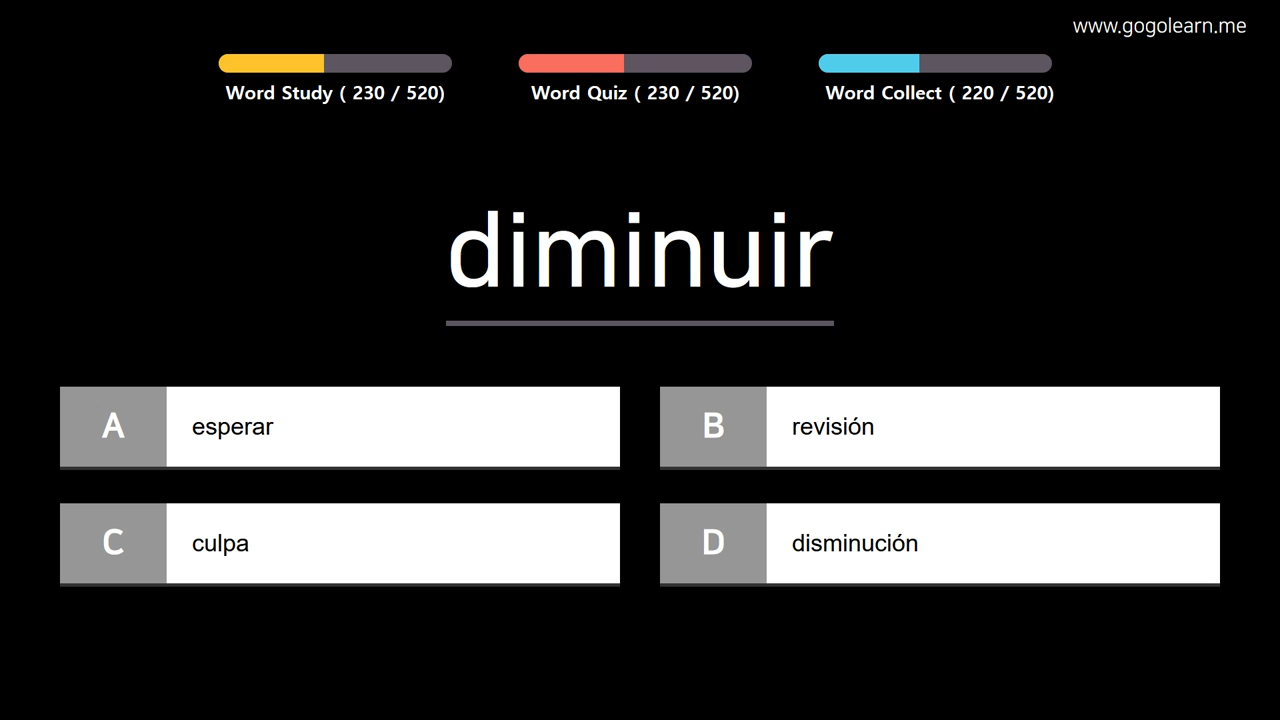 www.gogolearn.me
Word Study ( 230 / 520)
Word Quiz ( 230 / 520)
Word Collect ( 220 / 520)
diminuir
A
esperar
B
revisión
C
culpa
D
disminución